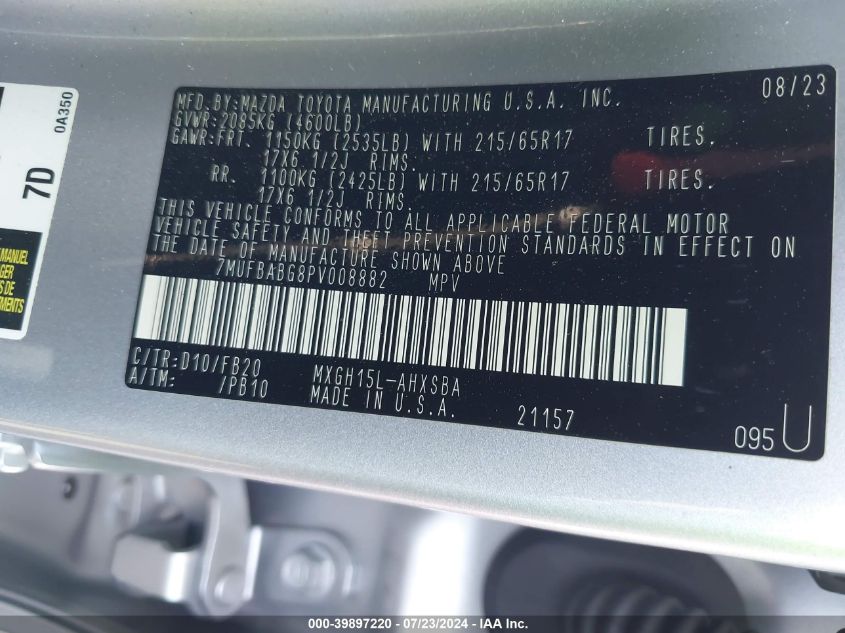 MFD.BY:MAZDA TOYOTA MANUFACTURING U.S.A. INC. 08/23
GVWR:2085KG (4600LB)
GAWR:FRT. 1150KG (2535LB) WITH 215/65R17 TIRES.
17X6 1/2J RIMS.
RR. 1100KG (2425LB) WITH 215/65R17 TIRES.
17X6 1/2J RIMS.
THIS VEHICLE CONFORMS TO ALL APPLICABLE FEDERAL MOTOR
VEHICLE SAFETY AND THEFT PREVENTION STANDARDS IN EFFECT ON
THE DATE OF MANUFACTURE SHOWN ABOVE
7MUFBABG8PV008882 MPV
C/TR:D10/FB20 MXGH15L-AHXSBA
A/TM: /PB10 MADE IN U.S.A. 21157
095 U
0A350
7D
MANUEL
GER
S DE
RMENTS
000-39897220 - 07/23/2024 - IAA Inc.